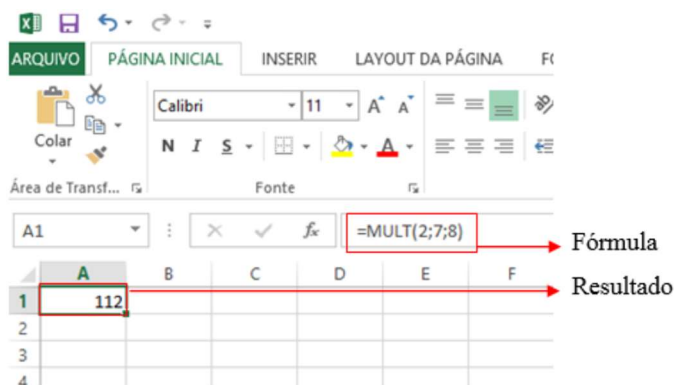 ARQUIVO PÁGINA INICIAL INSERIR LAYOUT DA PÁGINA
Calibri 11 A A
Colar
N I S A
Área de Transf... Fonte
A1 fx =MULT(2;7;8)
Fórmula
A B C D E F
Resultado
1 112
2
3
4